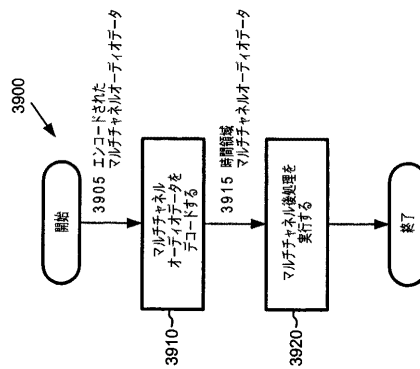 3900
開始
3905 エンコードされた
マルチチャネルオーディオデータ
マルチチャネル
オーディオデータを
デコードする
3910
3915 時間領域
マルチチャネルオーディオデータ
マルチチャネル後処理を
実行する
3920
終了